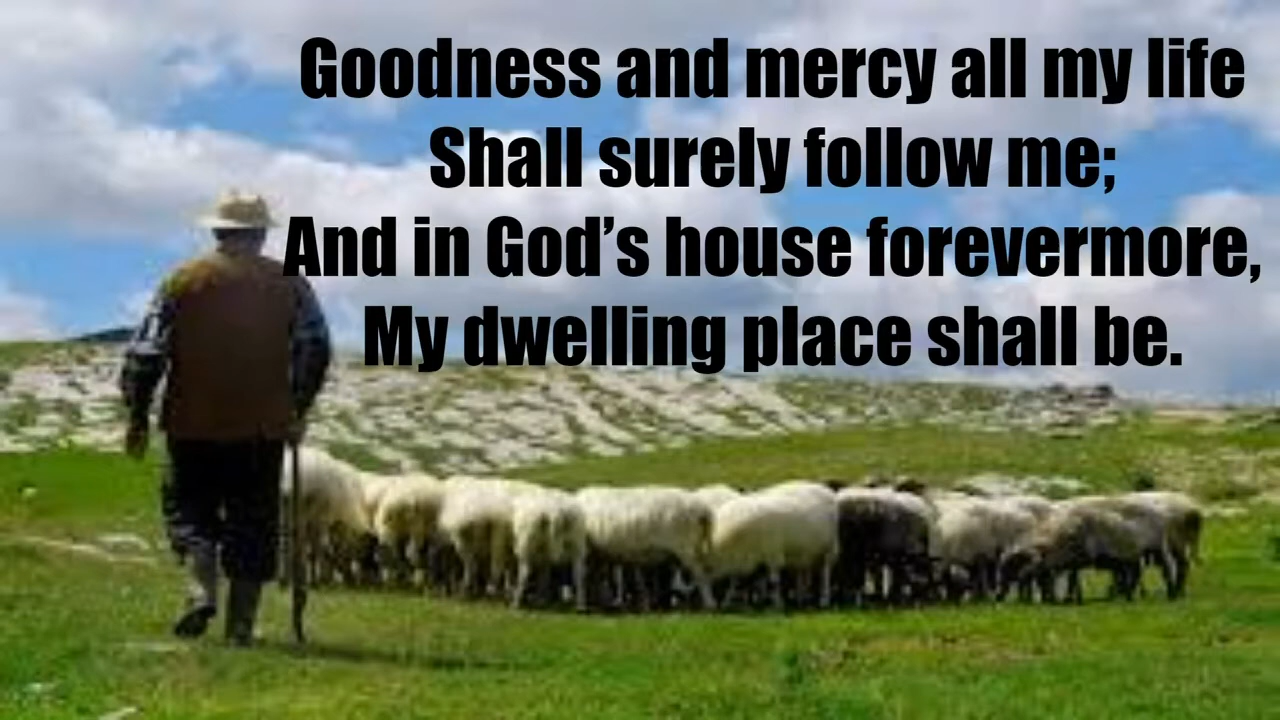 Goodness and mercy all my life
Shall surely follow me;
And in God’s house forevermore,
My dwelling place shall be.